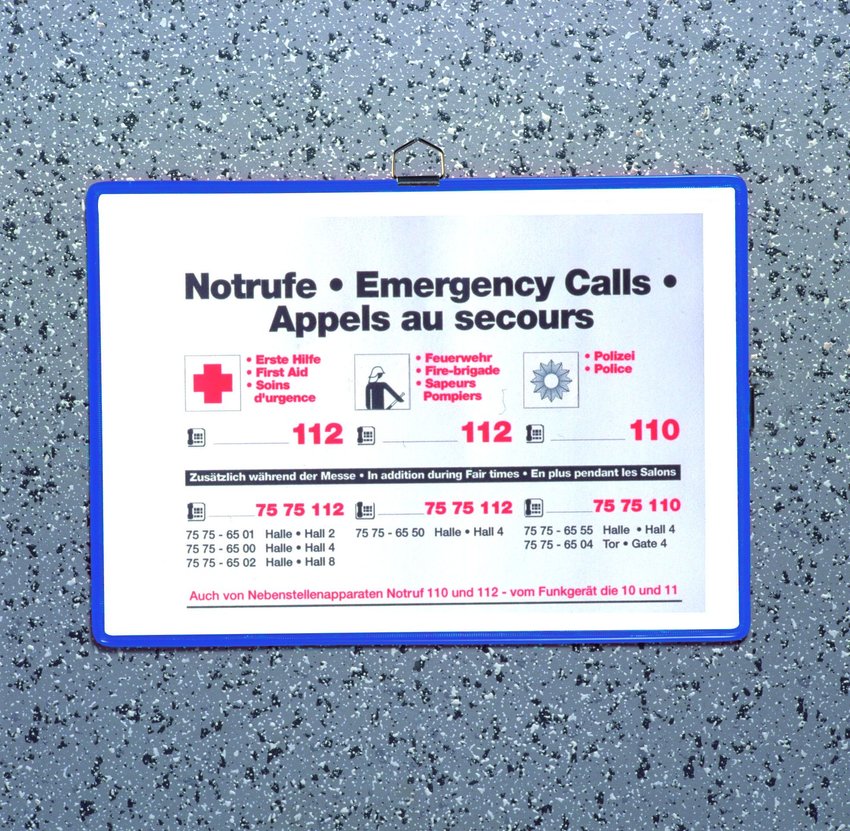 Notrufe • Emergency Calls •
Appels au secours
• Erste Hilfe
• First Aid
• Soins
d'urgence
112
• Feuerwehr
• Fire-brigade
• Sapeurs
Pompiers
112
• Polizei
• Police
110
Zusätzlich während der Messe • In addition during Fair times • En plus pendant les Salons
75 75 112
75 75 - 65 01 Halle • Hall 2
75 75 - 65 00 Halle • Hall 4
75 75 - 65 02 Halle • Hall 8
75 75 112
75 75 - 65 50 Halle • Hall 4
75 75 110
75 75 - 65 55 Halle • Hall 4
75 75 - 65 04 Tor • Gate 4
Auch von Nebenstellenapparaten Notruf 110 und 112 - vom Funkgerät die 10 und 11